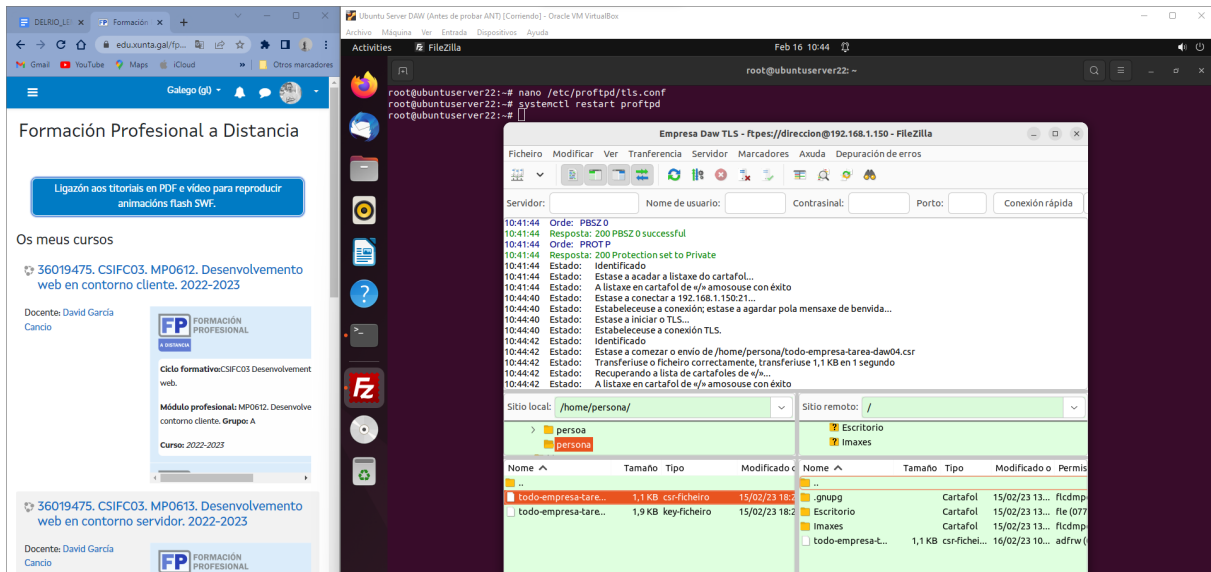 DELRIO_LE
Formación
edu.xunta.gal/fp...
Gmail
YouTube
Maps
iCloud
»
Otros marcadores
Galego (gl)
Formación Profesional a Distancia
Ligazón aos titoriais en PDF e vídeo para reproducir
animacións flash SWF.
Os meus cursos
36019475. CSIFC03. MP0612. Desenvolvemento
web en contorno cliente. 2022-2023
Docente: David García
Cancio
FP FORMACIÓN
PROFESIONAL
A DISTANCIA
Ciclo formativo:CSIFC03 Desenvolvement
web.
Módulo profesional: MP0612. Desenvolve
contorno cliente. Grupo: A
Curso: 2022-2023
36019475. CSIFC03. MP0613. Desenvolvemento
web en contorno servidor. 2022-2023
Docente: David García
Cancio
FP FORMACIÓN
PROFESIONAL
Ubuntu Server DAW (Antes de probar ANT) [Corriendo] - Oracle VM VirtualBox
Archivo Máquina Ver Entrada Dispositivos Ayuda
Activities FileZilla Feb 16 10:44
root@ubuntuserver22: ~
root@ubuntuserver22:~# nano /etc/proftpd/tls.conf
root@ubuntuserver22:~# systemctl restart proftpd
root@ubuntuserver22:~#
Empresa Daw TLS - ftpes://direccion@192.168.1.150 - FileZilla
Ficheiro Modificar Ver Tranferencia Servidor Marcadores Axuda Depuración de erros
Servidor: Nome de usuario: Contrasinal: Porto: Conexión rápida
10:41:44 Orde: PBSZ 0
10:41:44 Resposta: 200 PBSZ 0 successful
10:41:44 Orde: PROT P
10:41:44 Resposta: 200 Protection set to Private
10:41:44 Estado: Identificado
10:41:44 Estado: Estase a acadar a listaxe do cartafol...
10:41:44 Estado: A listaxe en cartafol de «/» amosouse con éxito
10:44:40 Estado: Estase a conectar a 192.168.1.150:21...
10:44:40 Estado: Estabeleceuse a conexión; estase a agardar pola mensaxe de benvida...
10:44:40 Estado: Estase a iniciar o TLS...
10:44:40 Estado: Estabeleceuse a conexión TLS.
10:44:42 Estado: Identificado
10:44:42 Estado: Estase a comezar o envío de /home/persona/todo-empresa-tarea-daw04.csr
10:44:42 Estado: Transferiuse o ficheiro correctamente, transferiuse 1,1 KB en 1 segundo
10:44:42 Estado: Recuperando a lista de cartafoles de «/»...
10:44:42 Estado: A listaxe en cartafol de «/» amosouse con éxito
Sitio local: /home/persona/
persoa
persona
Sitio remoto: /
Escritorio
Imaxes
Nome Tamaño Tipo Modificado
..
todo-empresa-tare... 1,1 KB csr-ficheiro 15/02/23 18:2
todo-empresa-tare... 1,9 KB key-ficheiro 15/02/23 18:2
Nome Tamaño Tipo Modificado o Permis
..
.gnupg Cartafol 15/02/23 13... flcdmp
Escritorio Cartafol 15/02/23 13... fle (077
Imaxes Cartafol 15/02/23 13... flcdmp
todo-empresa-t... 1,1 KB csr-fichei... 16/02/23 10... adfrw (